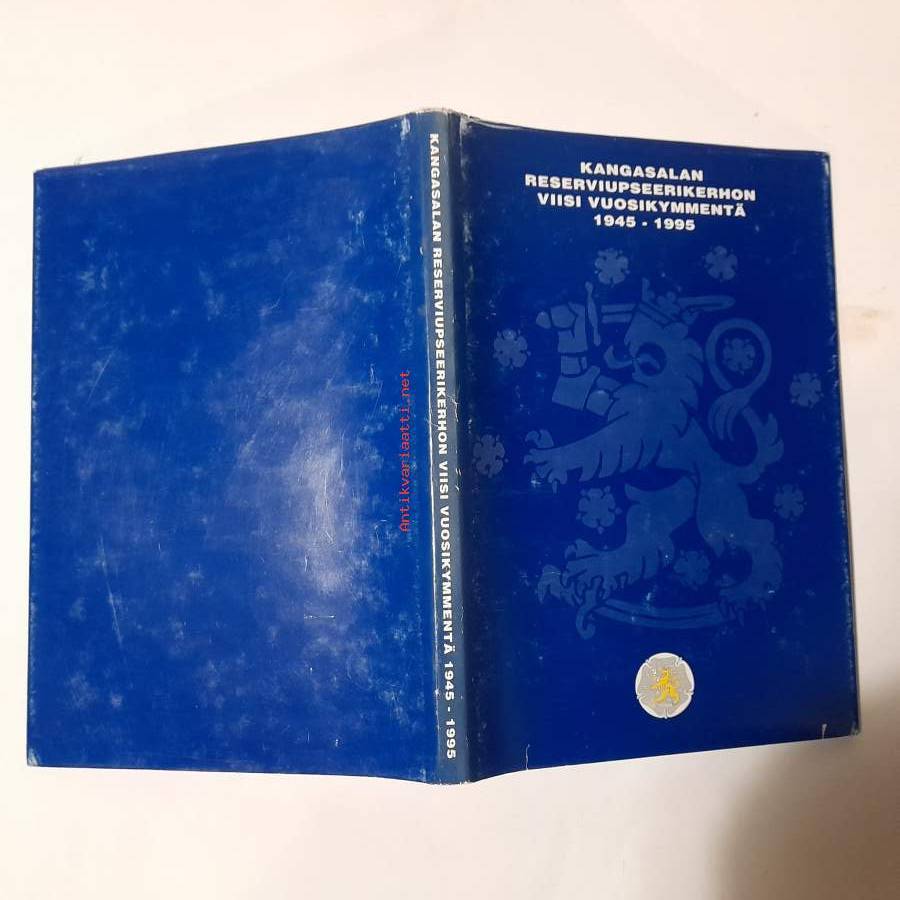 KANGASALAN
RESERVIUPSEERIKERHON
VIISI VUOSIKYMMENTÄ
1945 - 1995
KANGASALAN RESERVIUPSEERIKERHON VIISI VUOSIKYMMENTÄ 1945 - 1995
Antikvariaatti.net